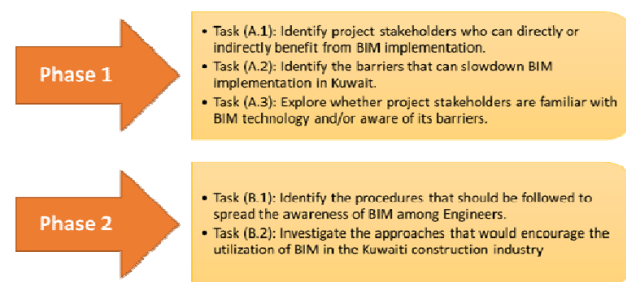 Phase 1
• Task (A.1): Identify project stakeholders who can directly or
indirectly benefit from BIM implementation.
• Task (A.2): Identify the barriers that can slowdown BIM
implementation in Kuwait.
• Task (A.3): Explore whether project stakeholders are familiar with
BIM technology and/or aware of its barriers.
Phase 2
• Task (B.1): Identify the procedures that should be followed to
spread the awareness of BIM among Engineers.
• Task (B.2): Investigate the approaches that would encourage the
utilization of BIM in the Kuwaiti construction industry